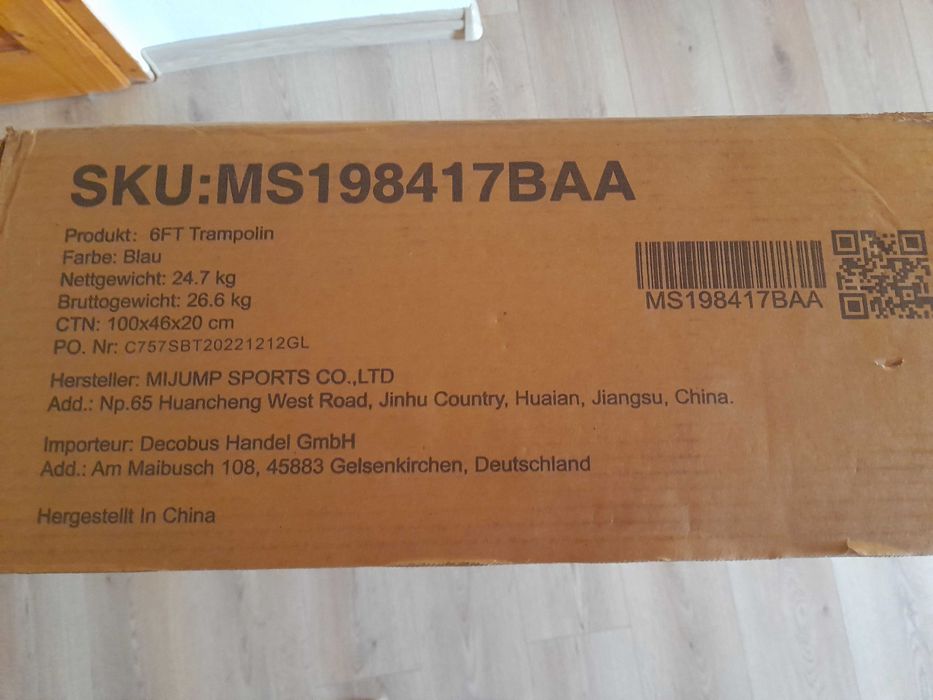 SKU:MS198417BAA
Produkt: 6FT Trampolin
Farbe: Blau
Nettgewicht: 24.7 kg
Bruttogewicht: 26.6 kg
CTN: 100x46x20 cm
PO. Nr: C757SBT20221212GL
MS198417BAA
Hersteller: MIJUMP SPORTS CO.,LTD
Add.: Np.65 Huancheng West Road, Jinhu Country, Huaian, Jiangsu, China.
Importeur: Decobus Handel GmbH
Add.: Am Maibusch 108, 45883 Gelsenkirchen, Deutschland
Hergestellt In China